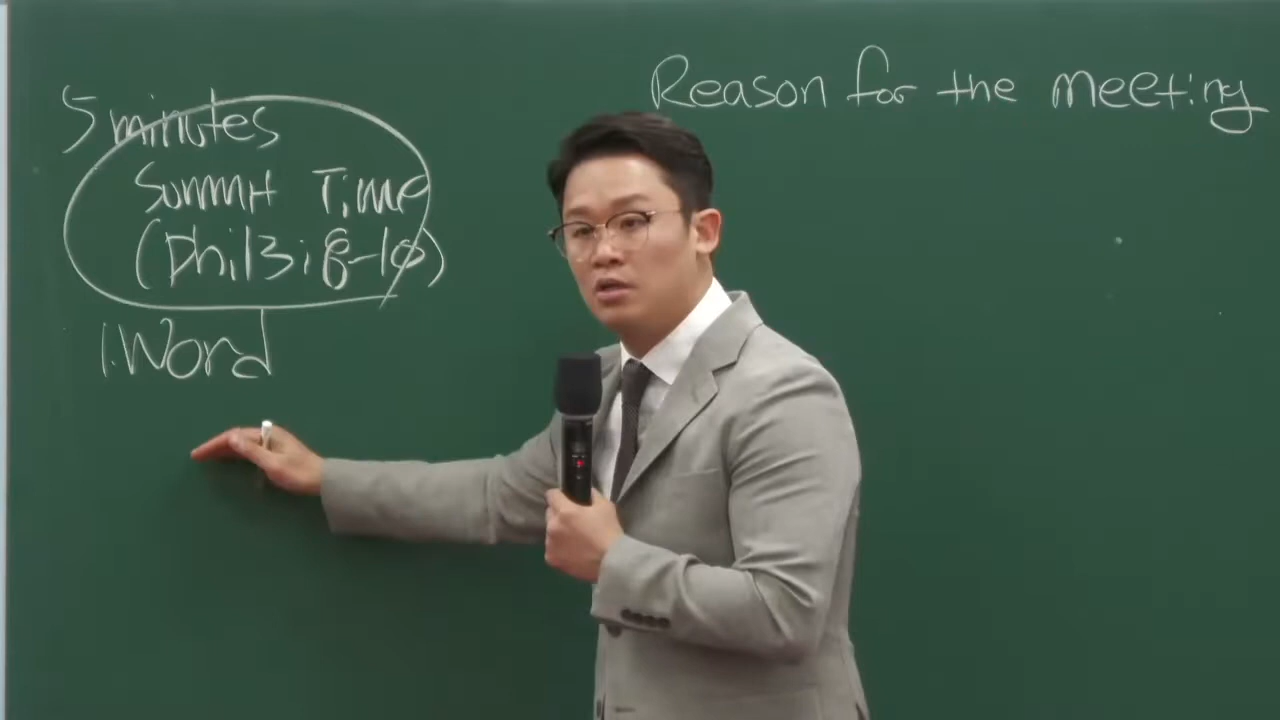 5 minutes
Summit Time
(Phil 3:8-10)
1. Word
Reason for the meeting